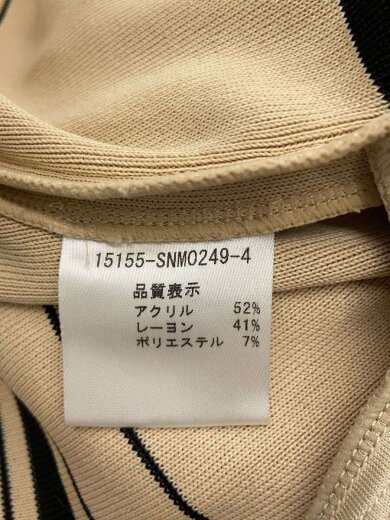 15155-SNM0249-4
品質表示
アクリル 52%
レーヨン 41%
ポリエステル 7%